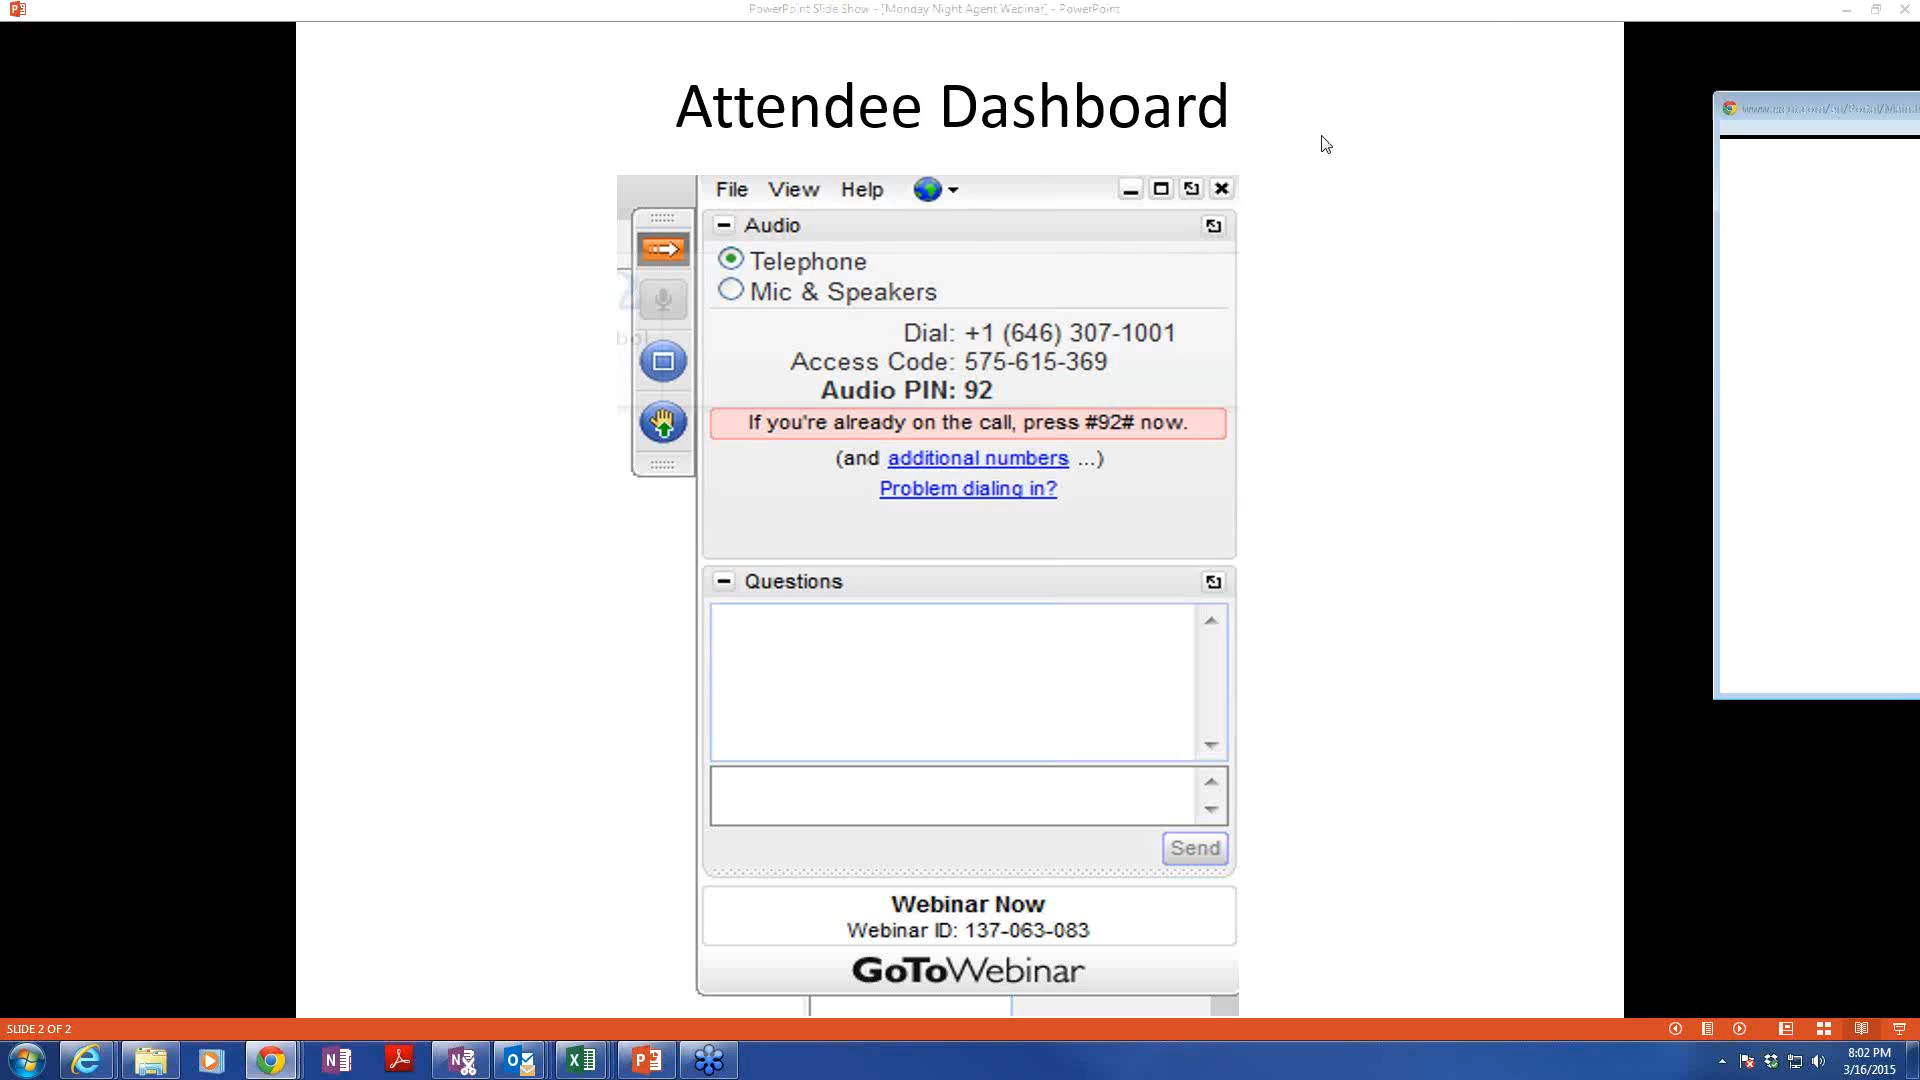 PowerPoint Slide Show - [Monday Night Agent Webinar] - PowerPoint
Attendee Dashboard
File View Help
Audio
Telephone
Mic & Speakers
Dial: +1 (646) 307-1001
Access Code: 575-615-369
Audio PIN: 92
If you're already on the call, press #92# now.
(and additional numbers ...)
Problem dialing in?
Questions
Send
Webinar Now
Webinar ID: 137-063-083
GoToWebinar
SLIDE 2 OF 2
8:02 PM
3/16/2015